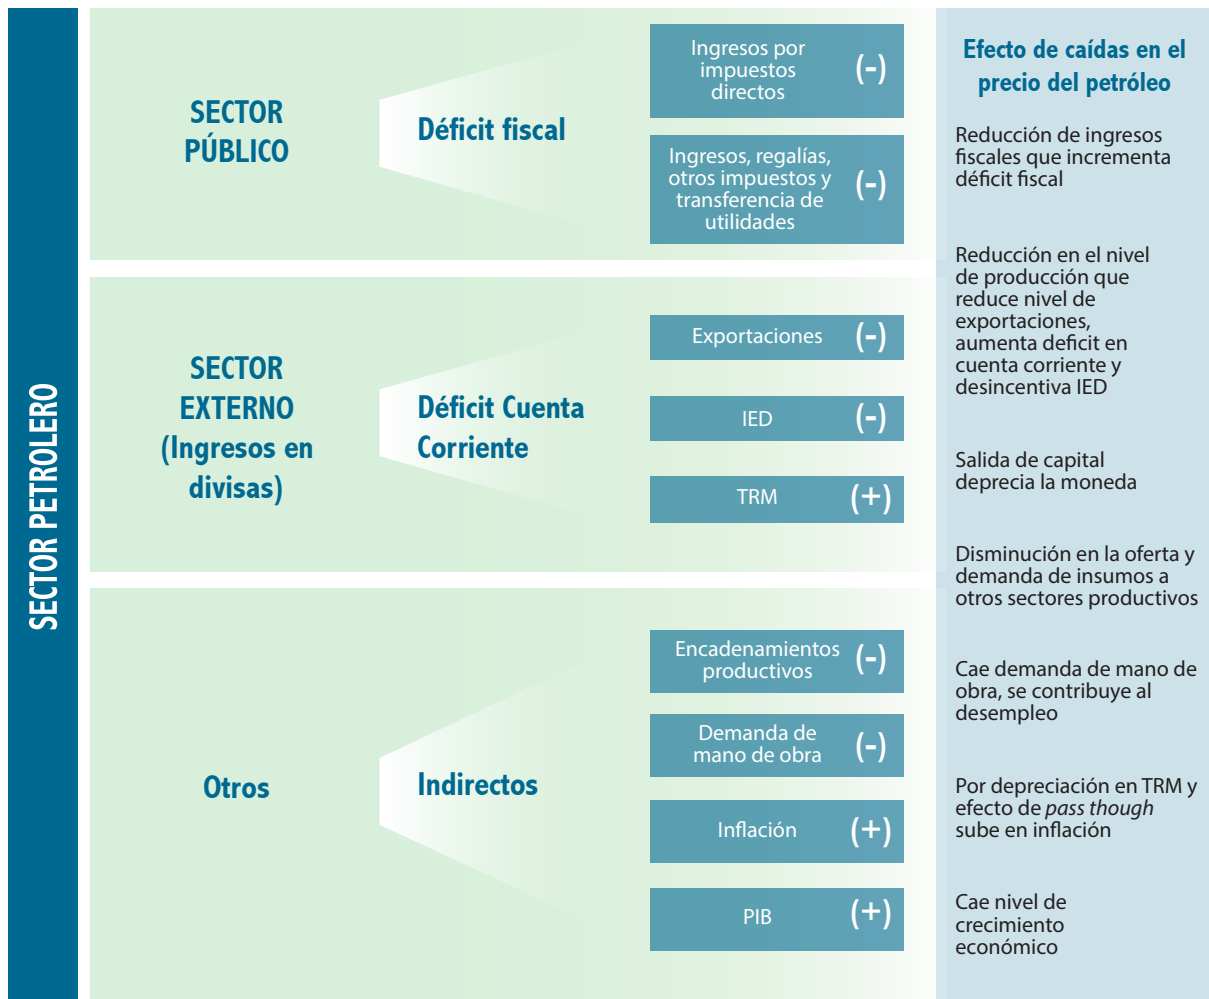 SECTOR PETROLERO
SECTOR
PÚBLICO
Déficit fiscal
Ingresos por
impuestos
directos
(-)
Ingresos, regalías,
otros impuestos y
transferencia de
utilidades
(-)
SECTOR
EXTERNO
(Ingresos en
divisas)
Déficit Cuenta
Corriente
Exportaciones
(-)
IED
(-)
TRM
(+)
Otros
Indirectos
Encadenamientos
productivos
(-)
Demanda de
mano de obra
(-)
Inflación
(+)
PIB
(+)
Efecto de caídas en el
precio del petróleo
Reducción de ingresos
fiscales que incrementa
déficit fiscal
Reducción en el nivel
de producción que
reduce nivel de
exportaciones,
aumenta deficit en
cuenta corriente y
desincentiva IED
Salida de capital
deprecia la moneda
Disminución en la oferta y
demanda de insumos a
otros sectores productivos
Cae demanda de mano de
obra, se contribuye al
desempleo
Por depreciación en TRM y
efecto de pass though
sube en inflación
Cae nivel de
crecimiento
económico